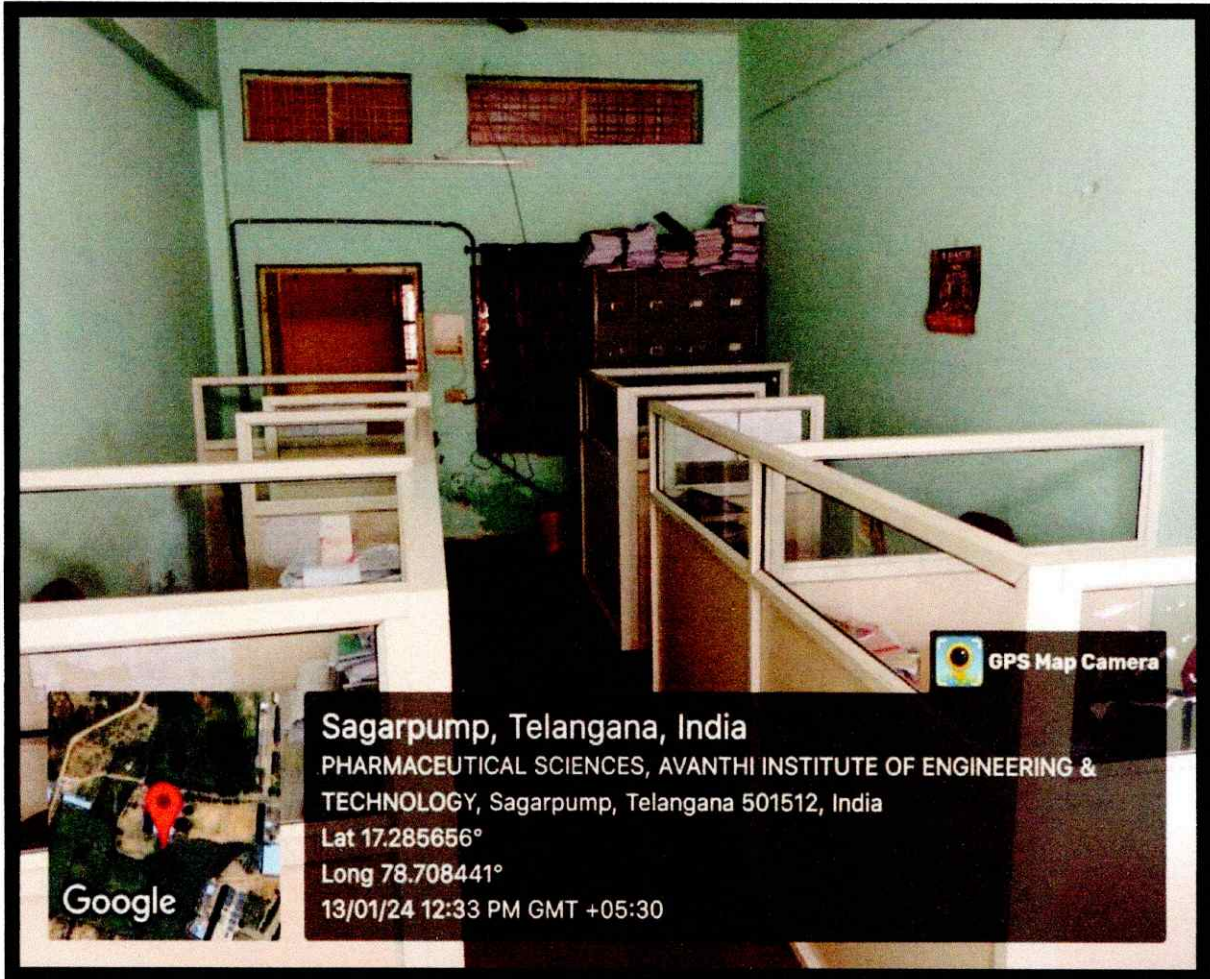 GPS Map Camera
Sagarpump, Telangana, India
PHARMACEUTICAL SCIENCES, AVANTHI INSTITUTE OF ENGINEERING &
TECHNOLOGY, Sagarpump, Telangana 501512, India
Lat 17.285656°
Long 78.708441°
13/01/24 12:33 PM GMT +05:30
Google